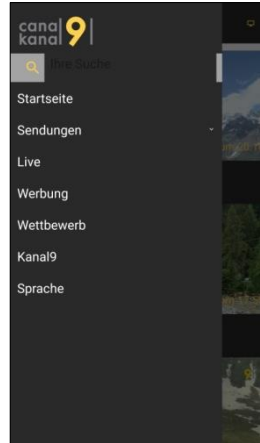 canal
kanal 9
Ihre Suche
Startseite
Sendungen
Live
Werbung
Wettbewerb
Kanal9
Sprache